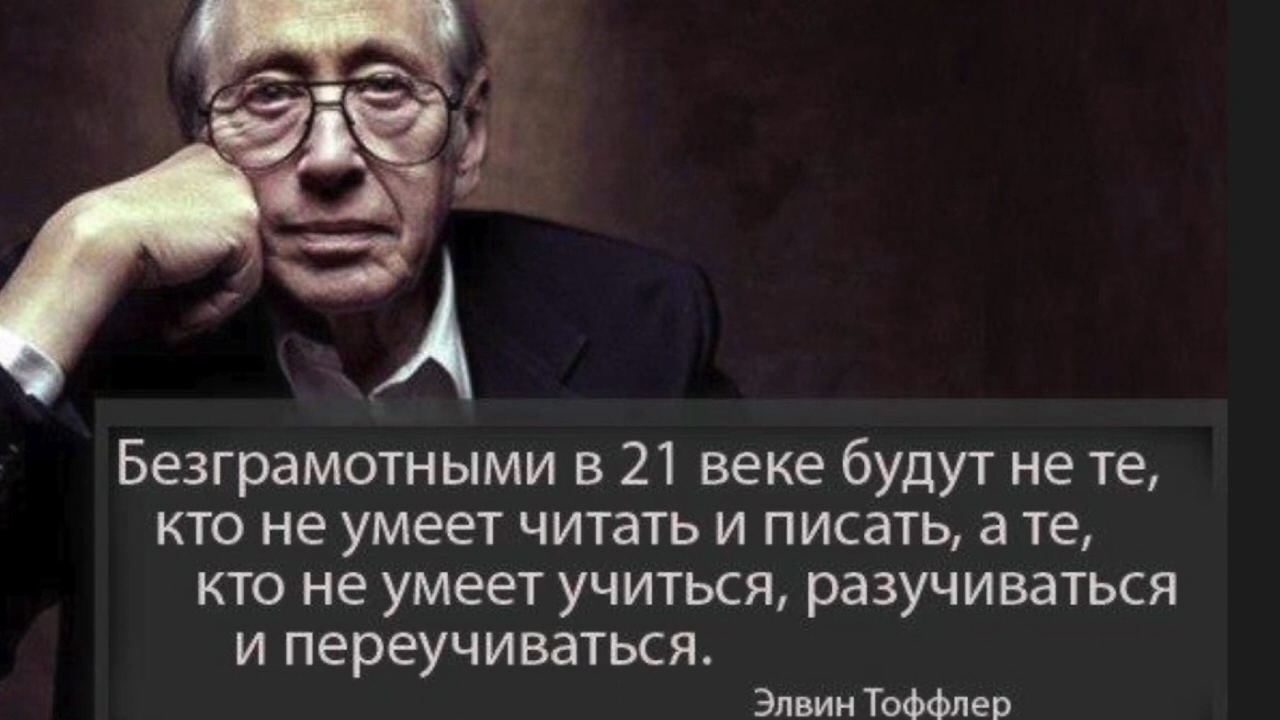 Безграмотными в 21 веке будут не те,
кто не умеет читать и писать, а те,
кто не умеет учиться, разучиваться
и переучиваться.
Элвин Тоффлер